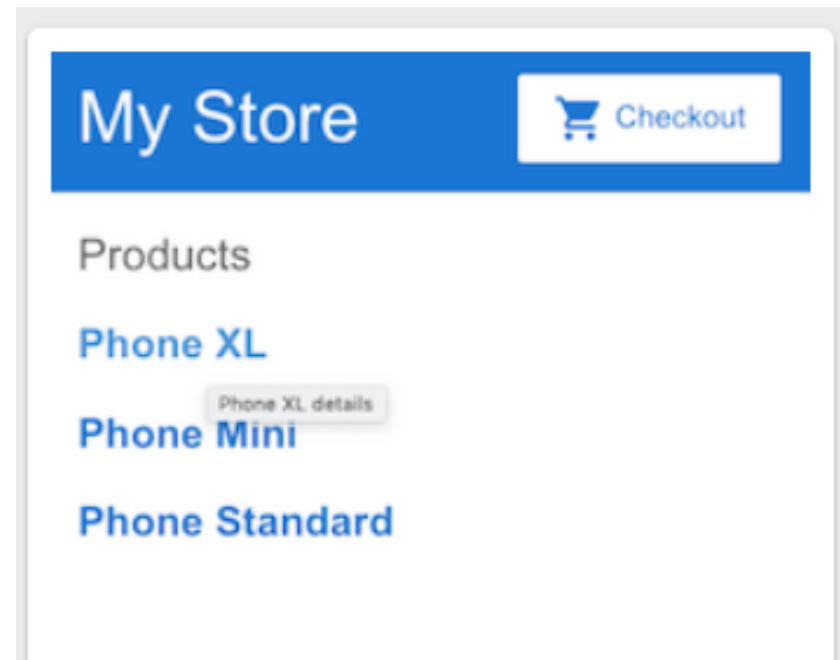 My Store
Checkout
Products
Phone XL
Phone XL details
Phone Mini
Phone Standard